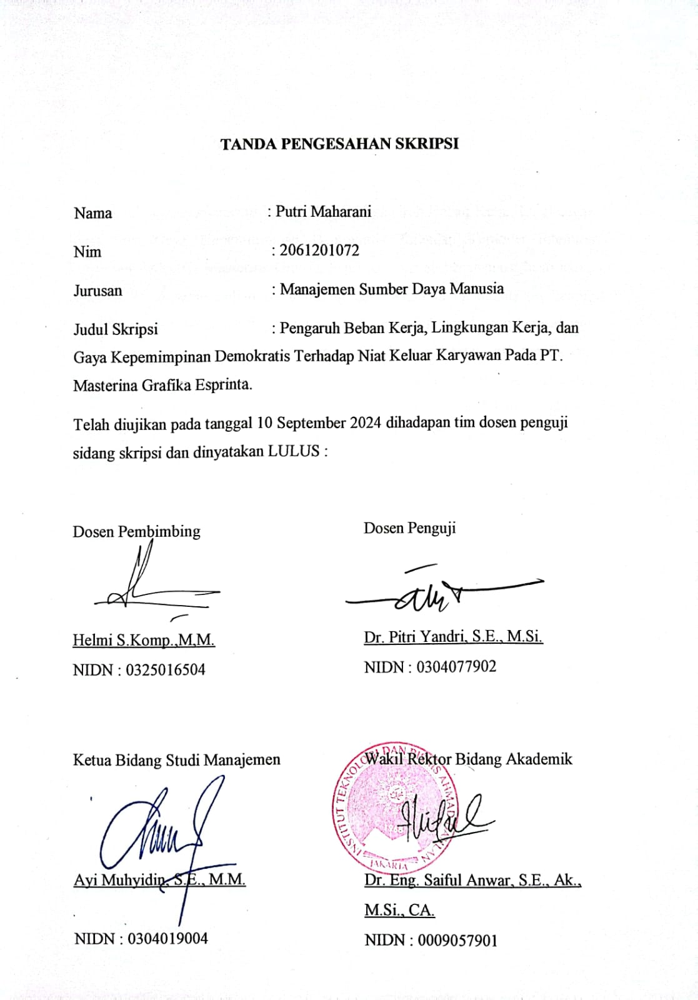 TANDA PENGESAHAN SKRIPSI
Nama : Putri Maharani
Nim : 2061201072
Jurusan : Manajemen Sumber Daya Manusia
Judul Skripsi : Pengaruh Beban Kerja, Lingkungan Kerja, dan
Gaya Kepemimpinan Demokratis Terhadap Niat Keluar Karyawan Pada PT.
Masterina Grafika Esprinta.
Telah diujikan pada tanggal 10 September 2024 dihadapan tim dosen penguji
sidang skripsi dan dinyatakan LULUS :
Dosen Pembimbing
Dosen Penguji
Helmi S.Komp.,M,M.
NIDN : 0325016504
Dr. Pitri Yandri, S.E., M.Si.
NIDN : 0304077902
Ketua Bidang Studi Manajemen
Wakil Rektor Bidang Akademik
INSTITUT TEKNOLOGI DAN BISNIS AHMAD DAHLAN
JAKARTA
Ayi Muhyidin, S.E., M.M.
NIDN : 0304019004
Dr. Eng. Saiful Anwar, S.E., Ak.,
M.Si., CA.
NIDN : 0009057901